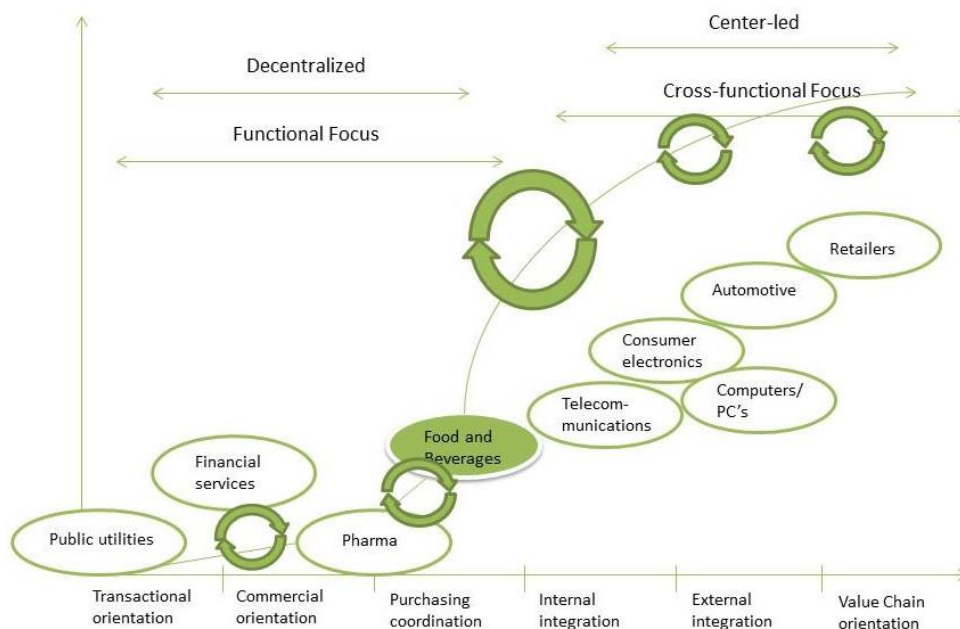 Center-led
Decentralized
Cross-functional Focus
Functional Focus
Retailers
Automotive
Consumer
electronics
Computers/
PC's
Telecom-
munications
Food and
Beverages
Financial
services
Public utilities
Pharma
Transactional
orientation
Commercial
orientation
Purchasing
coordination
Internal
integration
External
integration
Value Chain
orientation